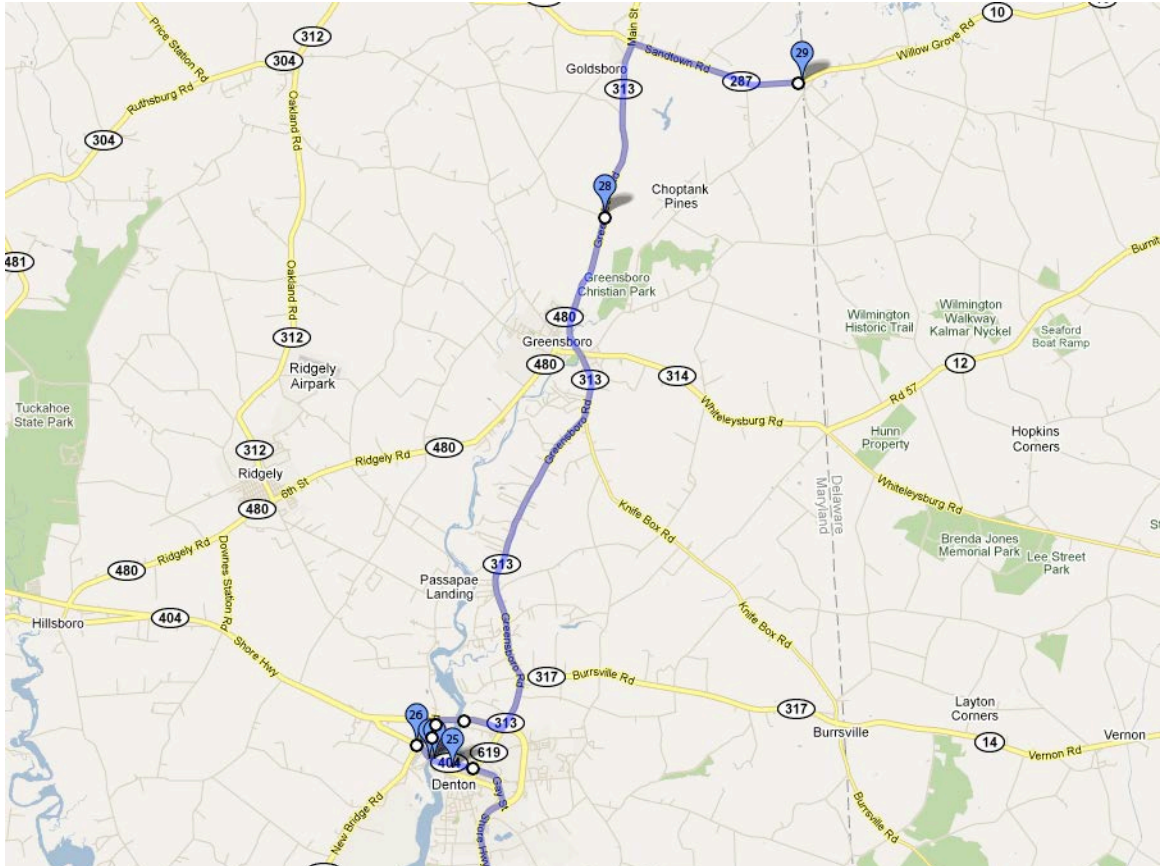 Price Station Rd
312
304
Ruthsburg Rd
304
Oakland Rd
Main St
Sandtown Rd
29
Willow Grove Rd
10
Goldsboro
313
287
28
Choptank
Pines
481
Oakland Rd
312
Greensboro
Christian Park
480
Greensboro
480
313
314
Whiteleysburg Rd
Wilmington
Historic Trail
Wilmington
Walkway
Kalmar Nyckel
Seaford
Boat Ramp
12
Rd 57
Ridgely
Airpark
Tuckahoe
State Park
312
Ridgely
480
6th St
Ridgely Rd
480
Greensboro Rd
Hunn
Property
Hopkins
Corners
Delaware
Maryland
Whiteleysburg Rd
Knife Box Rd
Brenda Jones
Memorial Park
Lee Street
Park
Ridgely Rd
480
Downes Station Rd
313
Passapae
Landing
Hillsboro
404
Shore Hwy
Greensboro Rd
Knife Box Rd
317
Burrsville Rd
317
Burrsville
Layton
Corners
14
Vernon Rd
Vernon
26
25
313
619
404
Denton
Gay St
Shore Hwy
New Bridge Rd
Burrsville Rd